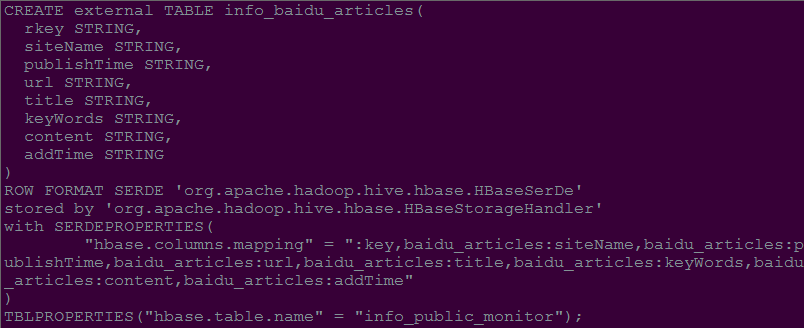 CREATE external TABLE info_baidu_articles(
  rkey STRING,
  siteName STRING,
  publishTime STRING,
  url STRING,
  title STRING,
  keyWords STRING,
  content STRING,
  addTime STRING
)
ROW FORMAT SERDE 'org.apache.hadoop.hive.hbase.HBaseSerDe'
stored by 'org.apache.hadoop.hive.hbase.HBaseStorageHandler'
with SERDEPROPERTIES(
        "hbase.columns.mapping" = ":key,baidu_articles:siteName,baidu_articles:p
ublishTime,baidu_articles:url,baidu_articles:title,baidu_articles:keyWords,baidu
_articles:content,baidu_articles:addTime"
)
TBLPROPERTIES("hbase.table.name" = "info_public_monitor");